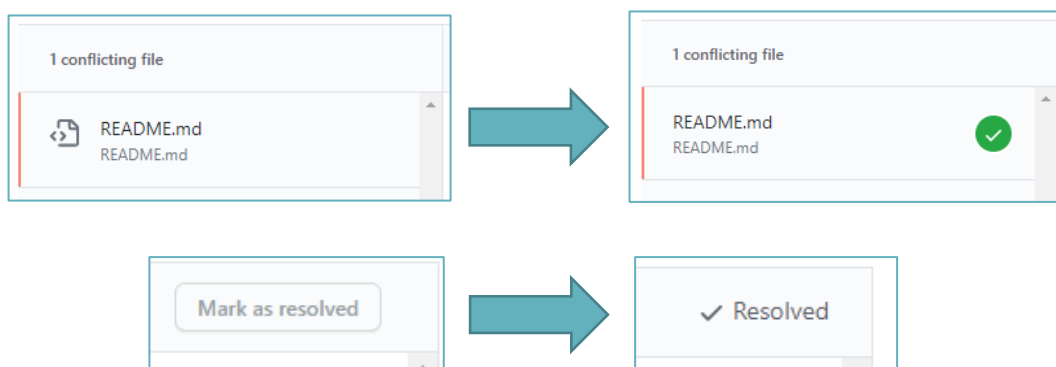 1 conflicting file
README.md
README.md
1 conflicting file
README.md
README.md
Mark as resolved
Resolved